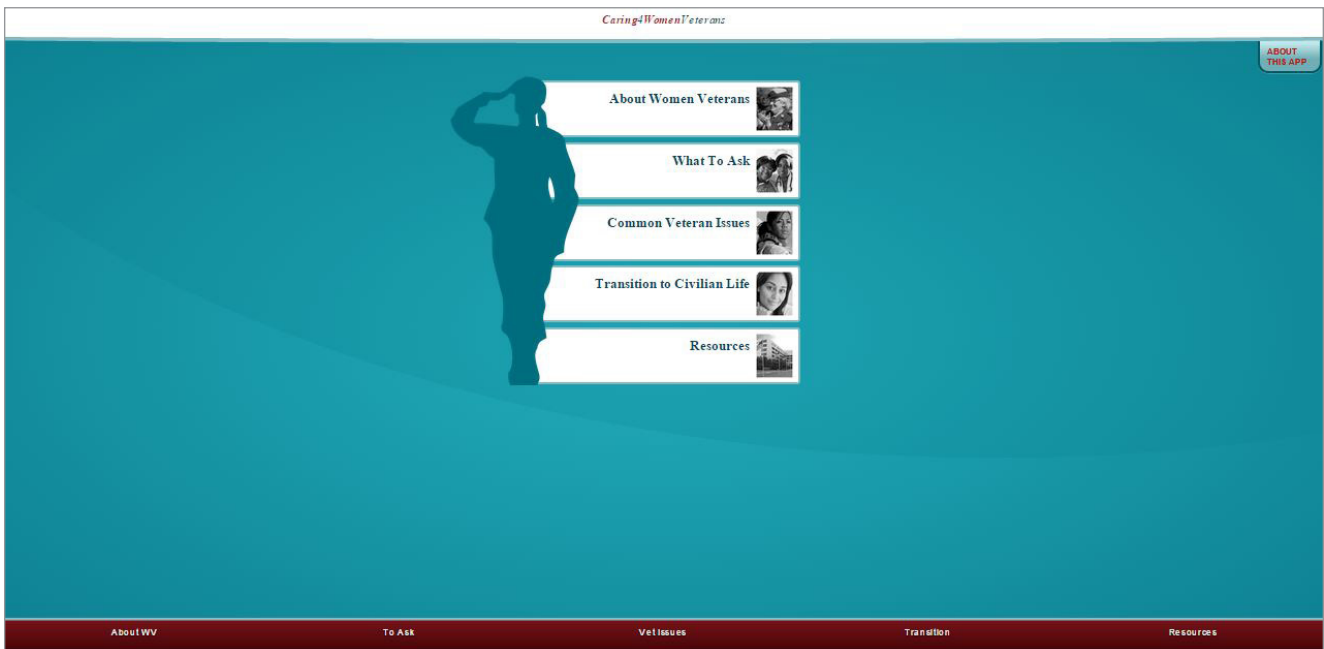 Caring4WomenVeterans
ABOUT
THIS APP
About Women Veterans
What To Ask
Common Veteran Issues
Transition to Civilian Life
Resources
About WV
To Ask
Vet Issues
Transition
Resources